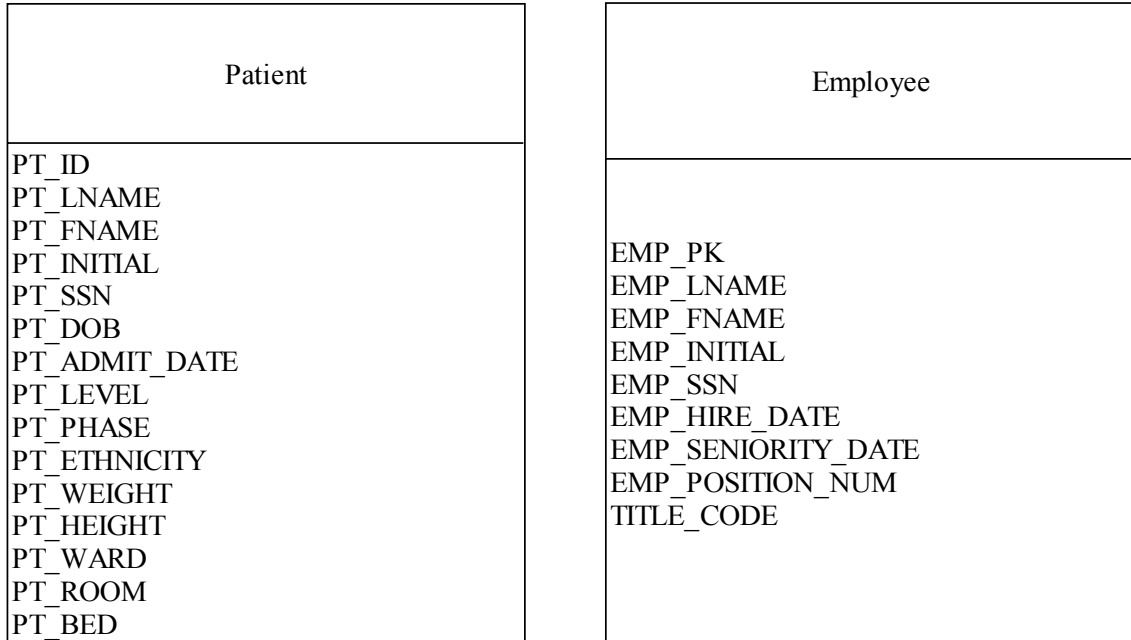 Patient
PT_ID
PT_LNAME
PT_FNAME
PT_INITIAL
PT_SSN
PT_DOB
PT_ADMIT_DATE
PT_LEVEL
PT_PHASE
PT_ETHNICITY
PT_WEIGHT
PT_HEIGHT
PT_WARD
PT_ROOM
PT_BED
Employee
EMP_PK
EMP_LNAME
EMP_FNAME
EMP_INITIAL
EMP_SSN
EMP_HIRE_DATE
EMP_SENIORITY_DATE
EMP_POSITION_NUM
TITLE_CODE